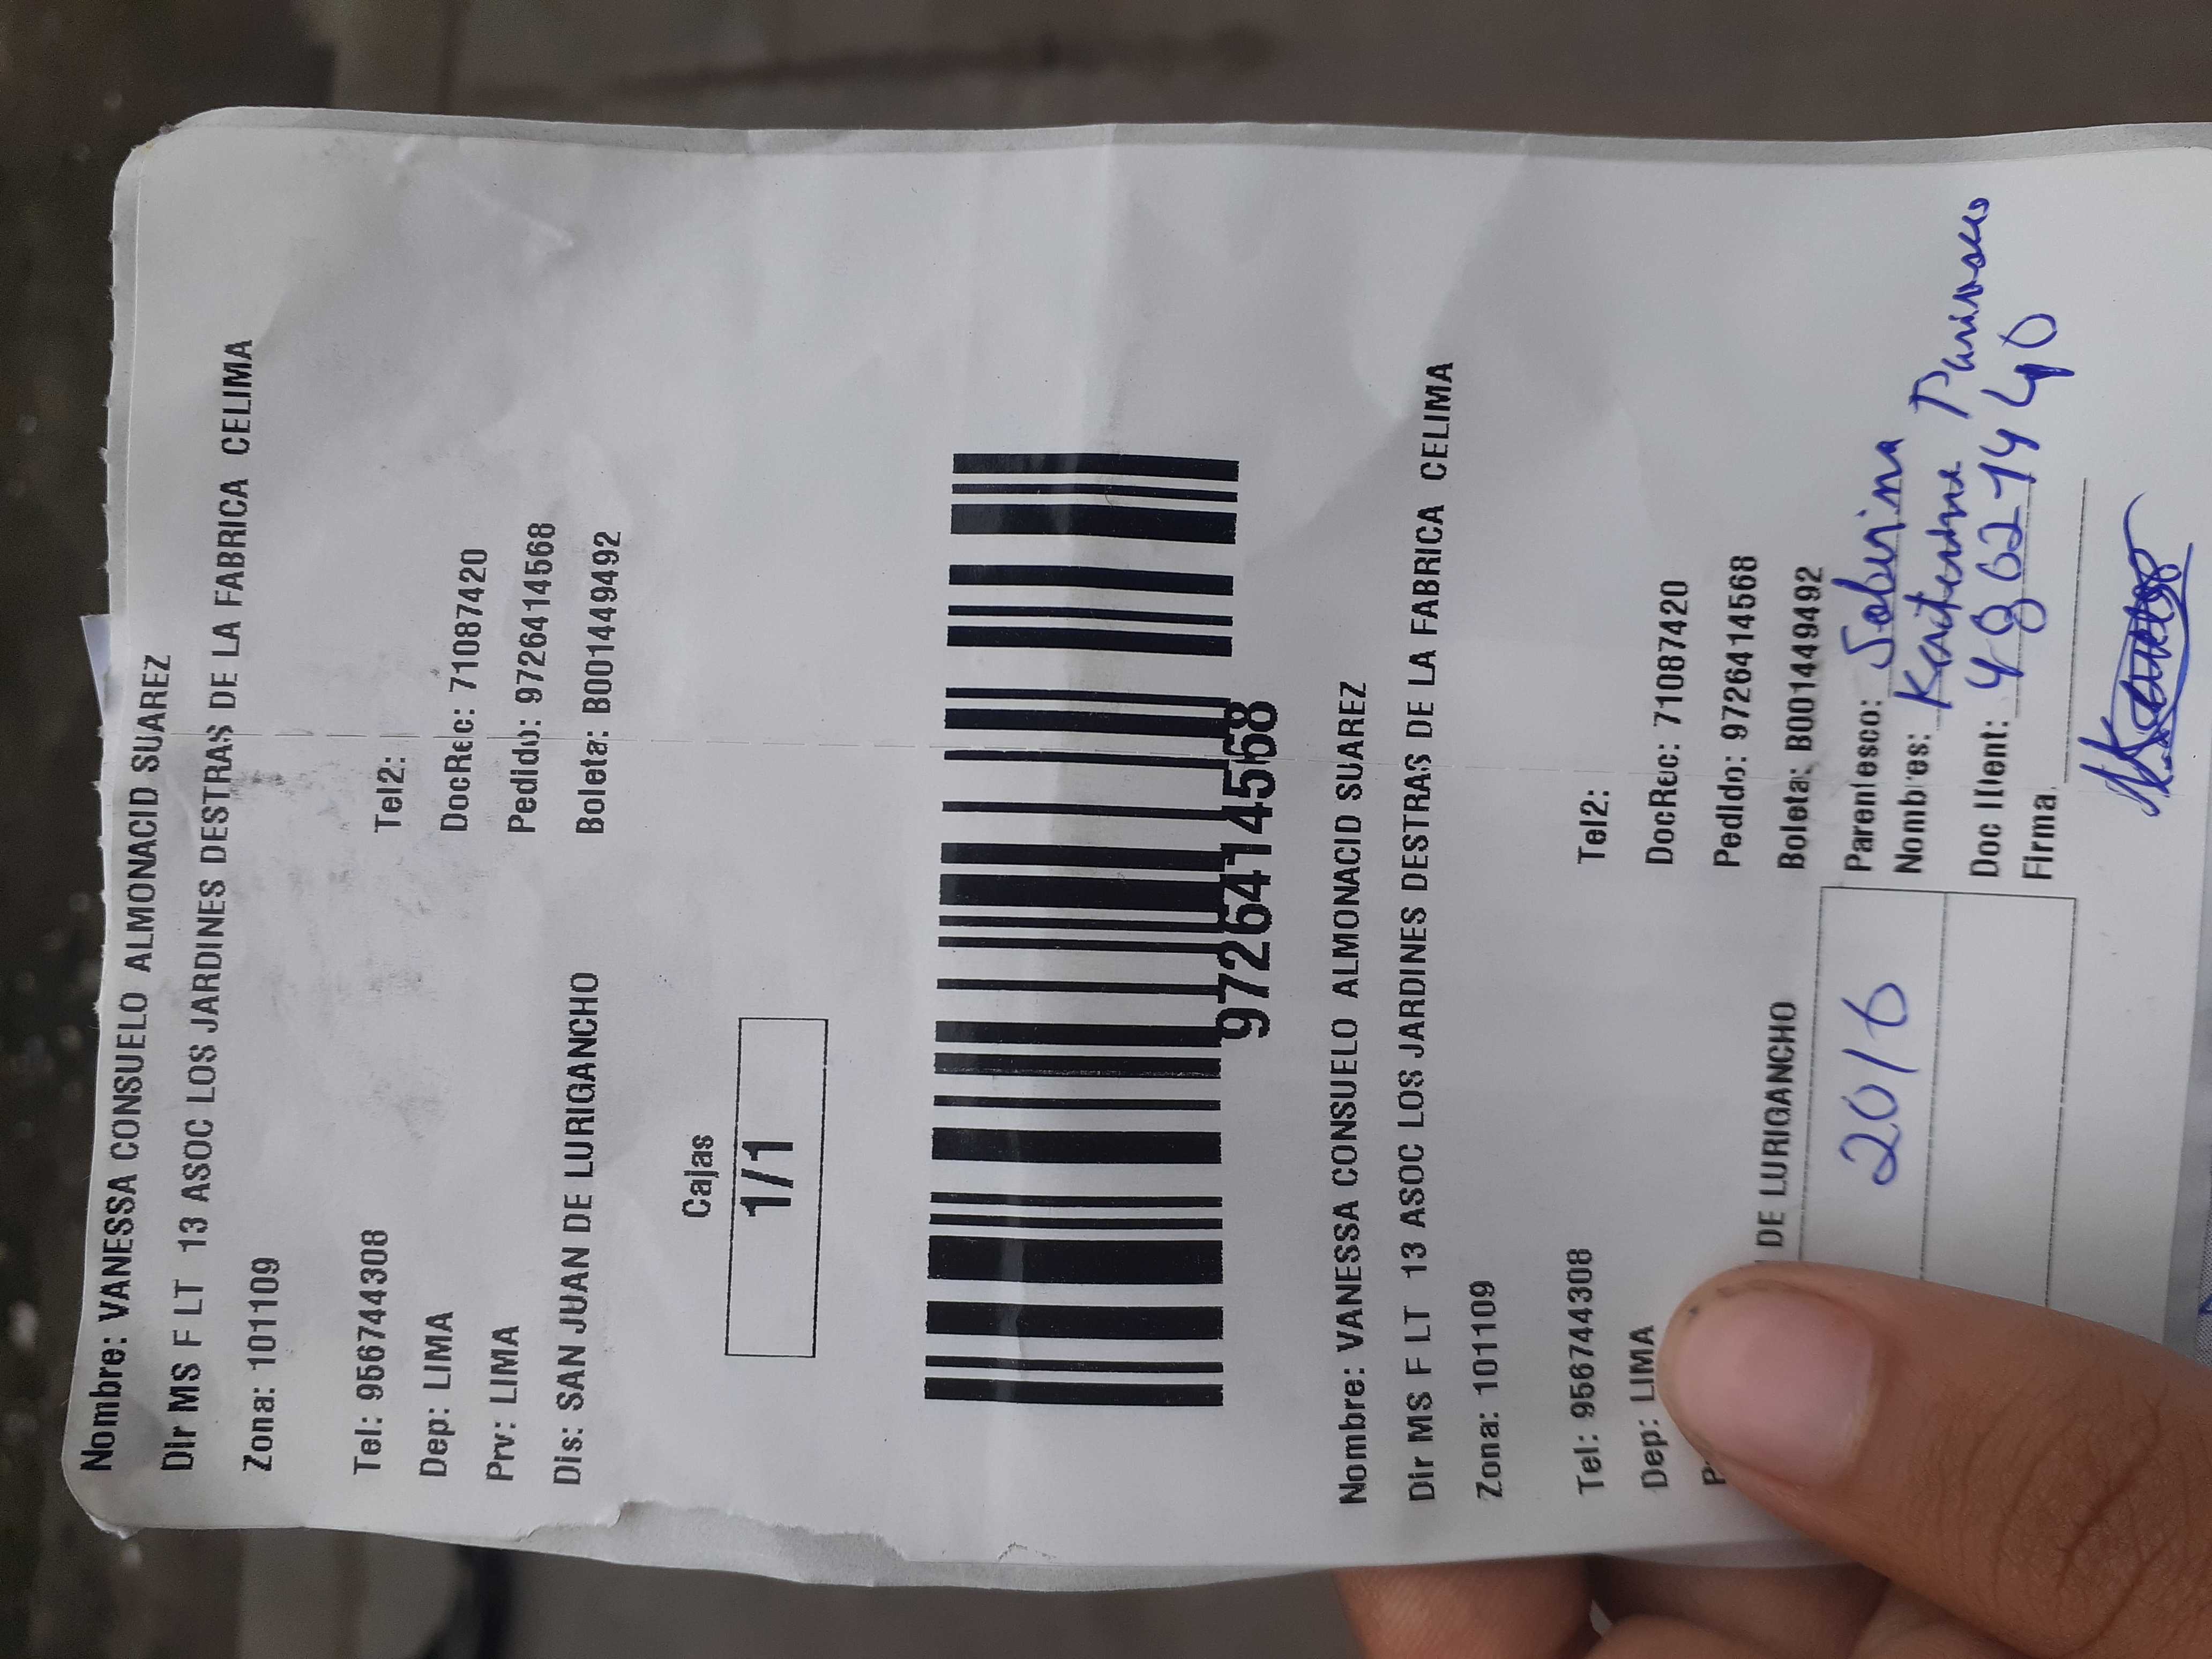 Nombre: VANESSA CONSUELO ALMONACID SUAREZ
Dir MS F LT 13 ASOC LOS JARDINES DESTRAS DE LA FABRICA CELIMA
Zona: 101109
Tel: 956744308 Tel2:
Dep: LIMA DocRec: 71087420
Prv: LIMA Pedido: 9726414568
Dis: SAN JUAN DE LURIGANCHO Boleta: B001449492
Cajas
1/1
9726414568
Nombre: VANESSA CONSUELO ALMONACID SUAREZ
Dir MS F LT 13 ASOC LOS JARDINES DESTRAS DE LA FABRICA CELIMA
Zona: 101109
Tel: 956744308 Tel2:
Dep: LIMA DocRec: 71087420
Pedido: 9726414568
DE LURIGANCHO Boleta: B001449492
2016 Parentesco: Sobrina
Nombres: Katerine
Doc Ident:
Firma: